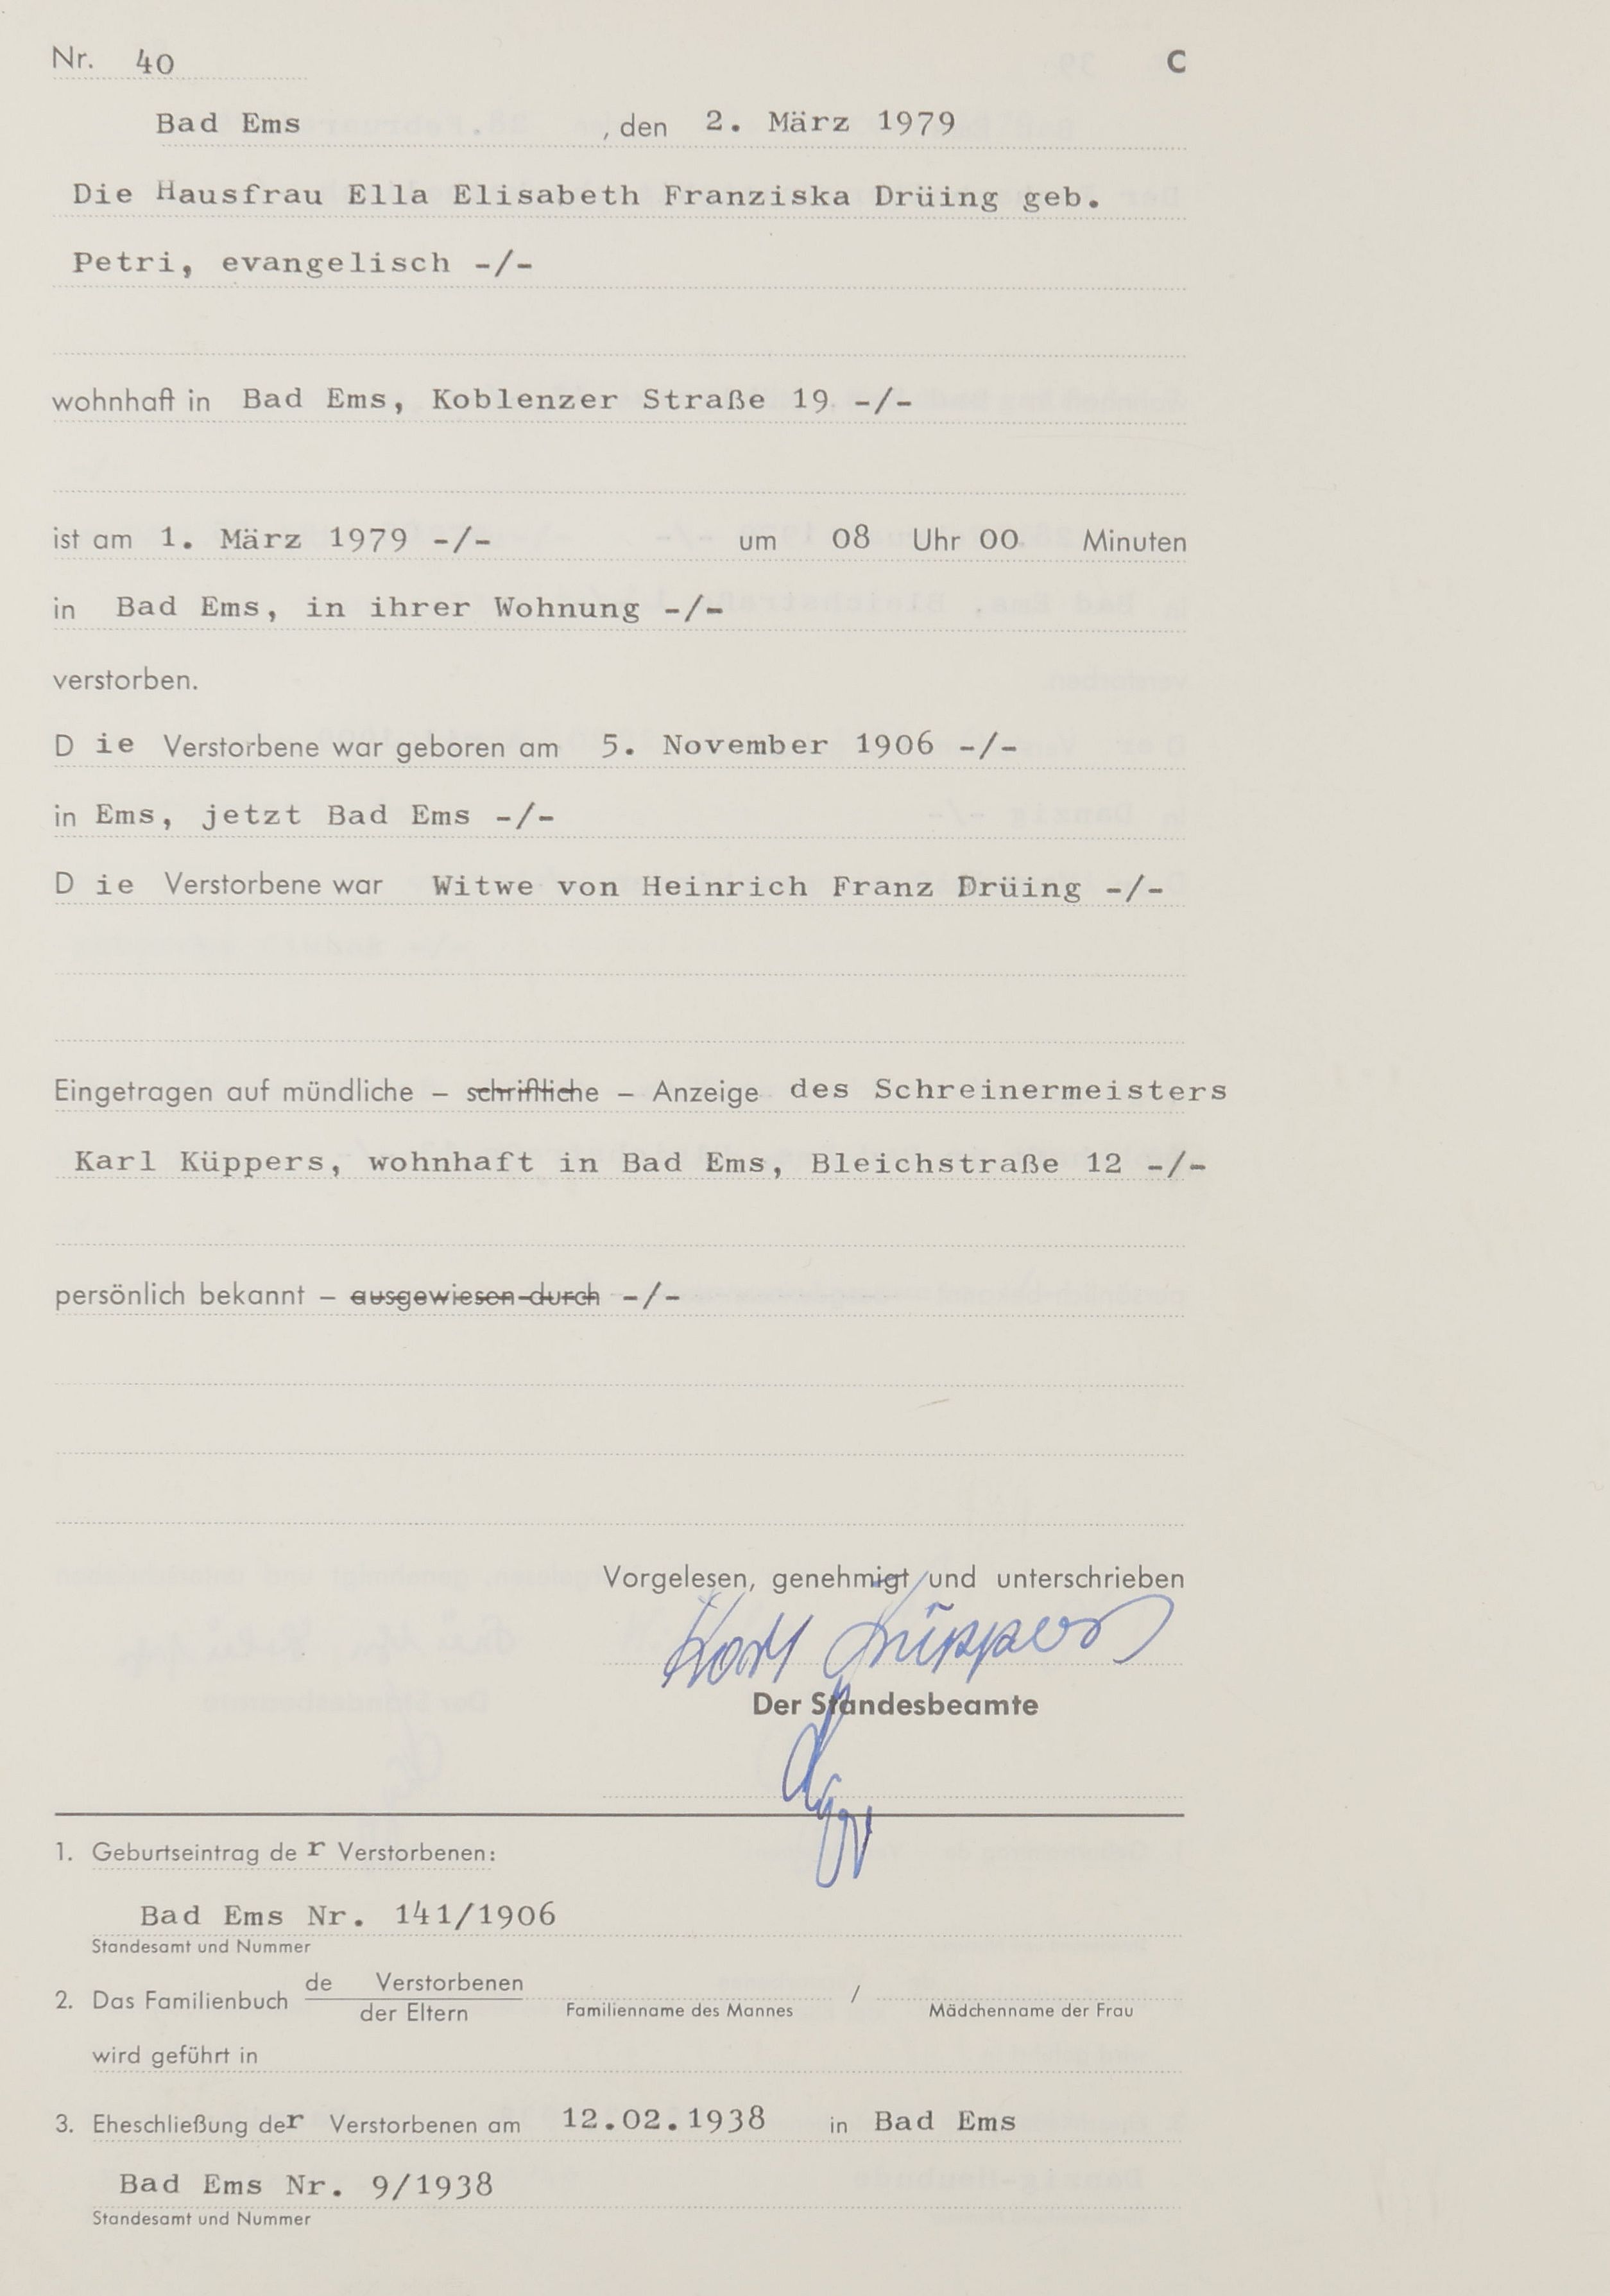 Nr. 40 C
Bad Ems , den 2. März 1979
Die Hausfrau Ella Elisabeth Franziska Drüing geb.
Petri, evangelisch -/-
wohnhaft in Bad Ems, Koblenzer Straße 19 -/-
ist am 1. März 1979 -/- um 08 Uhr 00 Minuten
in Bad Ems, in ihrer Wohnung -/-
verstorben.
D ie Verstorbene war geboren am 5. November 1906 -/-
in Ems, jetzt Bad Ems -/-
D ie Verstorbene war Witwe von Heinrich Franz Drüing -/-
Eingetragen auf mündliche – schriftliche – Anzeige des Schreinermeisters
Karl Küppers, wohnhaft in Bad Ems, Bleichstraße 12 -/-
persönlich bekannt – ausgewiesen durch -/-
Vorgelesen, genehmigt und unterschrieben
Karl Küppers
Der Standesbeamte
1. Geburtseintrag de r Verstorbenen:
Bad Ems Nr. 141/1906
Standesamt und Nummer
2. Das Familienbuch de Verstorbenen /
der Eltern Familienname des Mannes Mädchenname der Frau
wird geführt in
3. Eheschließung der Verstorbenen am 12.02.1938 in Bad Ems
Bad Ems Nr. 9/1938
Standesamt und Nummer